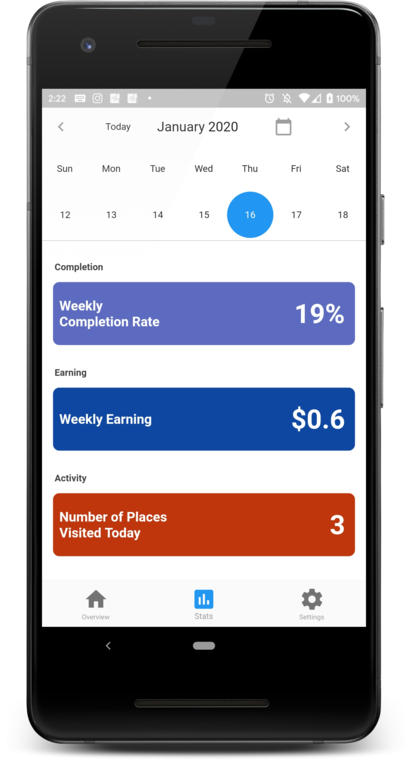 2:22
100%
Today January 2020
Sun Mon Tue Wed Thu Fri Sat
12 13 14 15 16 17 18
Completion
Weekly
Completion Rate
19%
Earning
Weekly Earning $0.6
Activity
Number of Places
Visited Today
3
Overview Stats Settings